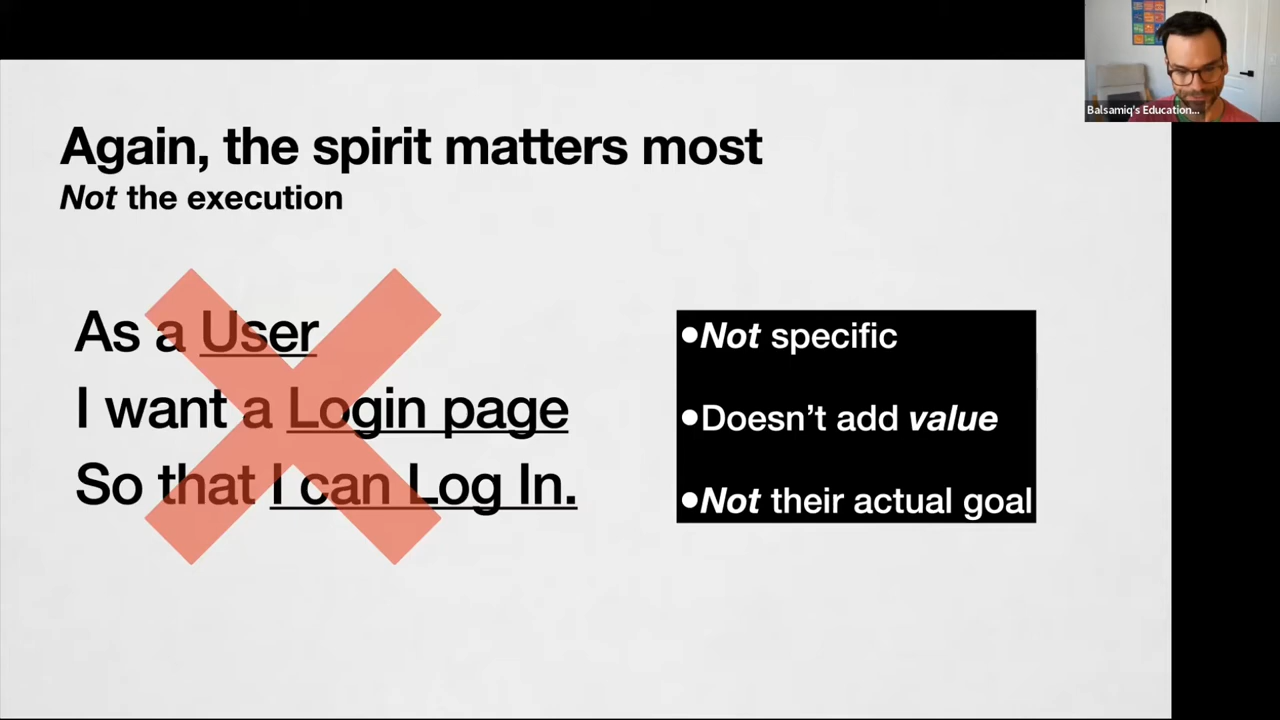 Balsamiq's Education...
Again, the spirit matters most
Not the execution
As a User
I want a Login page
So that I can Log In.
•Not specific
•Doesn’t add value
•Not their actual goal